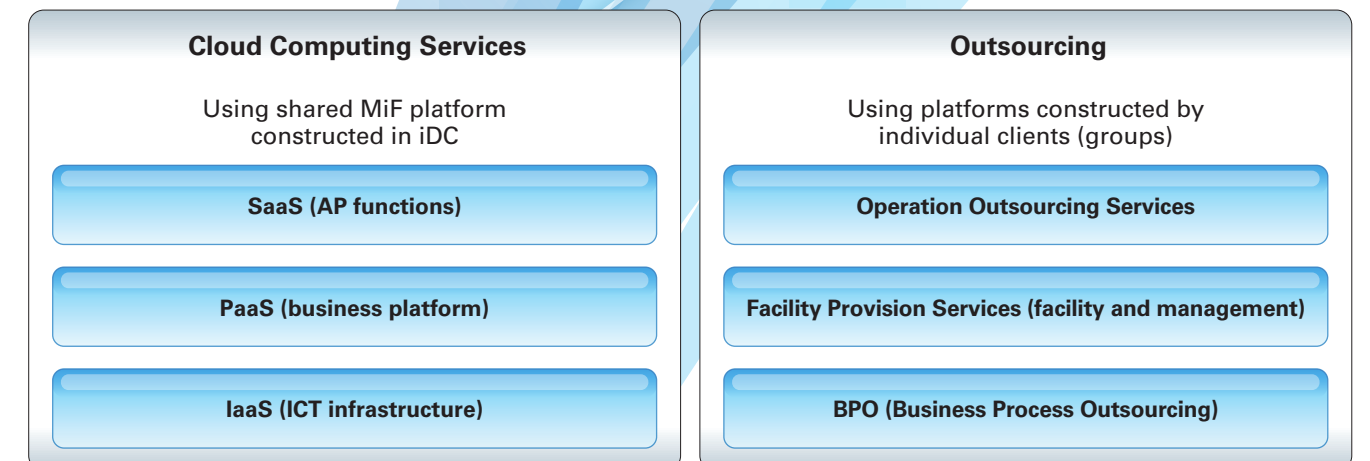 Cloud Computing Services
Using shared MiF platform
constructed in iDC
SaaS (AP functions)
PaaS (business platform)
IaaS (ICT infrastructure)
Outsourcing
Using platforms constructed by
individual clients (groups)
Operation Outsourcing Services
Facility Provision Services (facility and management)
BPO (Business Process Outsourcing)